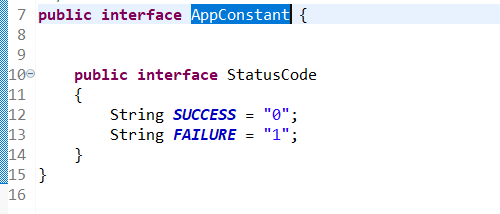 7 public interface AppConstant {
8
9
10 public interface StatusCode
11 {
12 String SUCCESS = "0";
13 String FAILURE = "1";
14 }
15 }
16